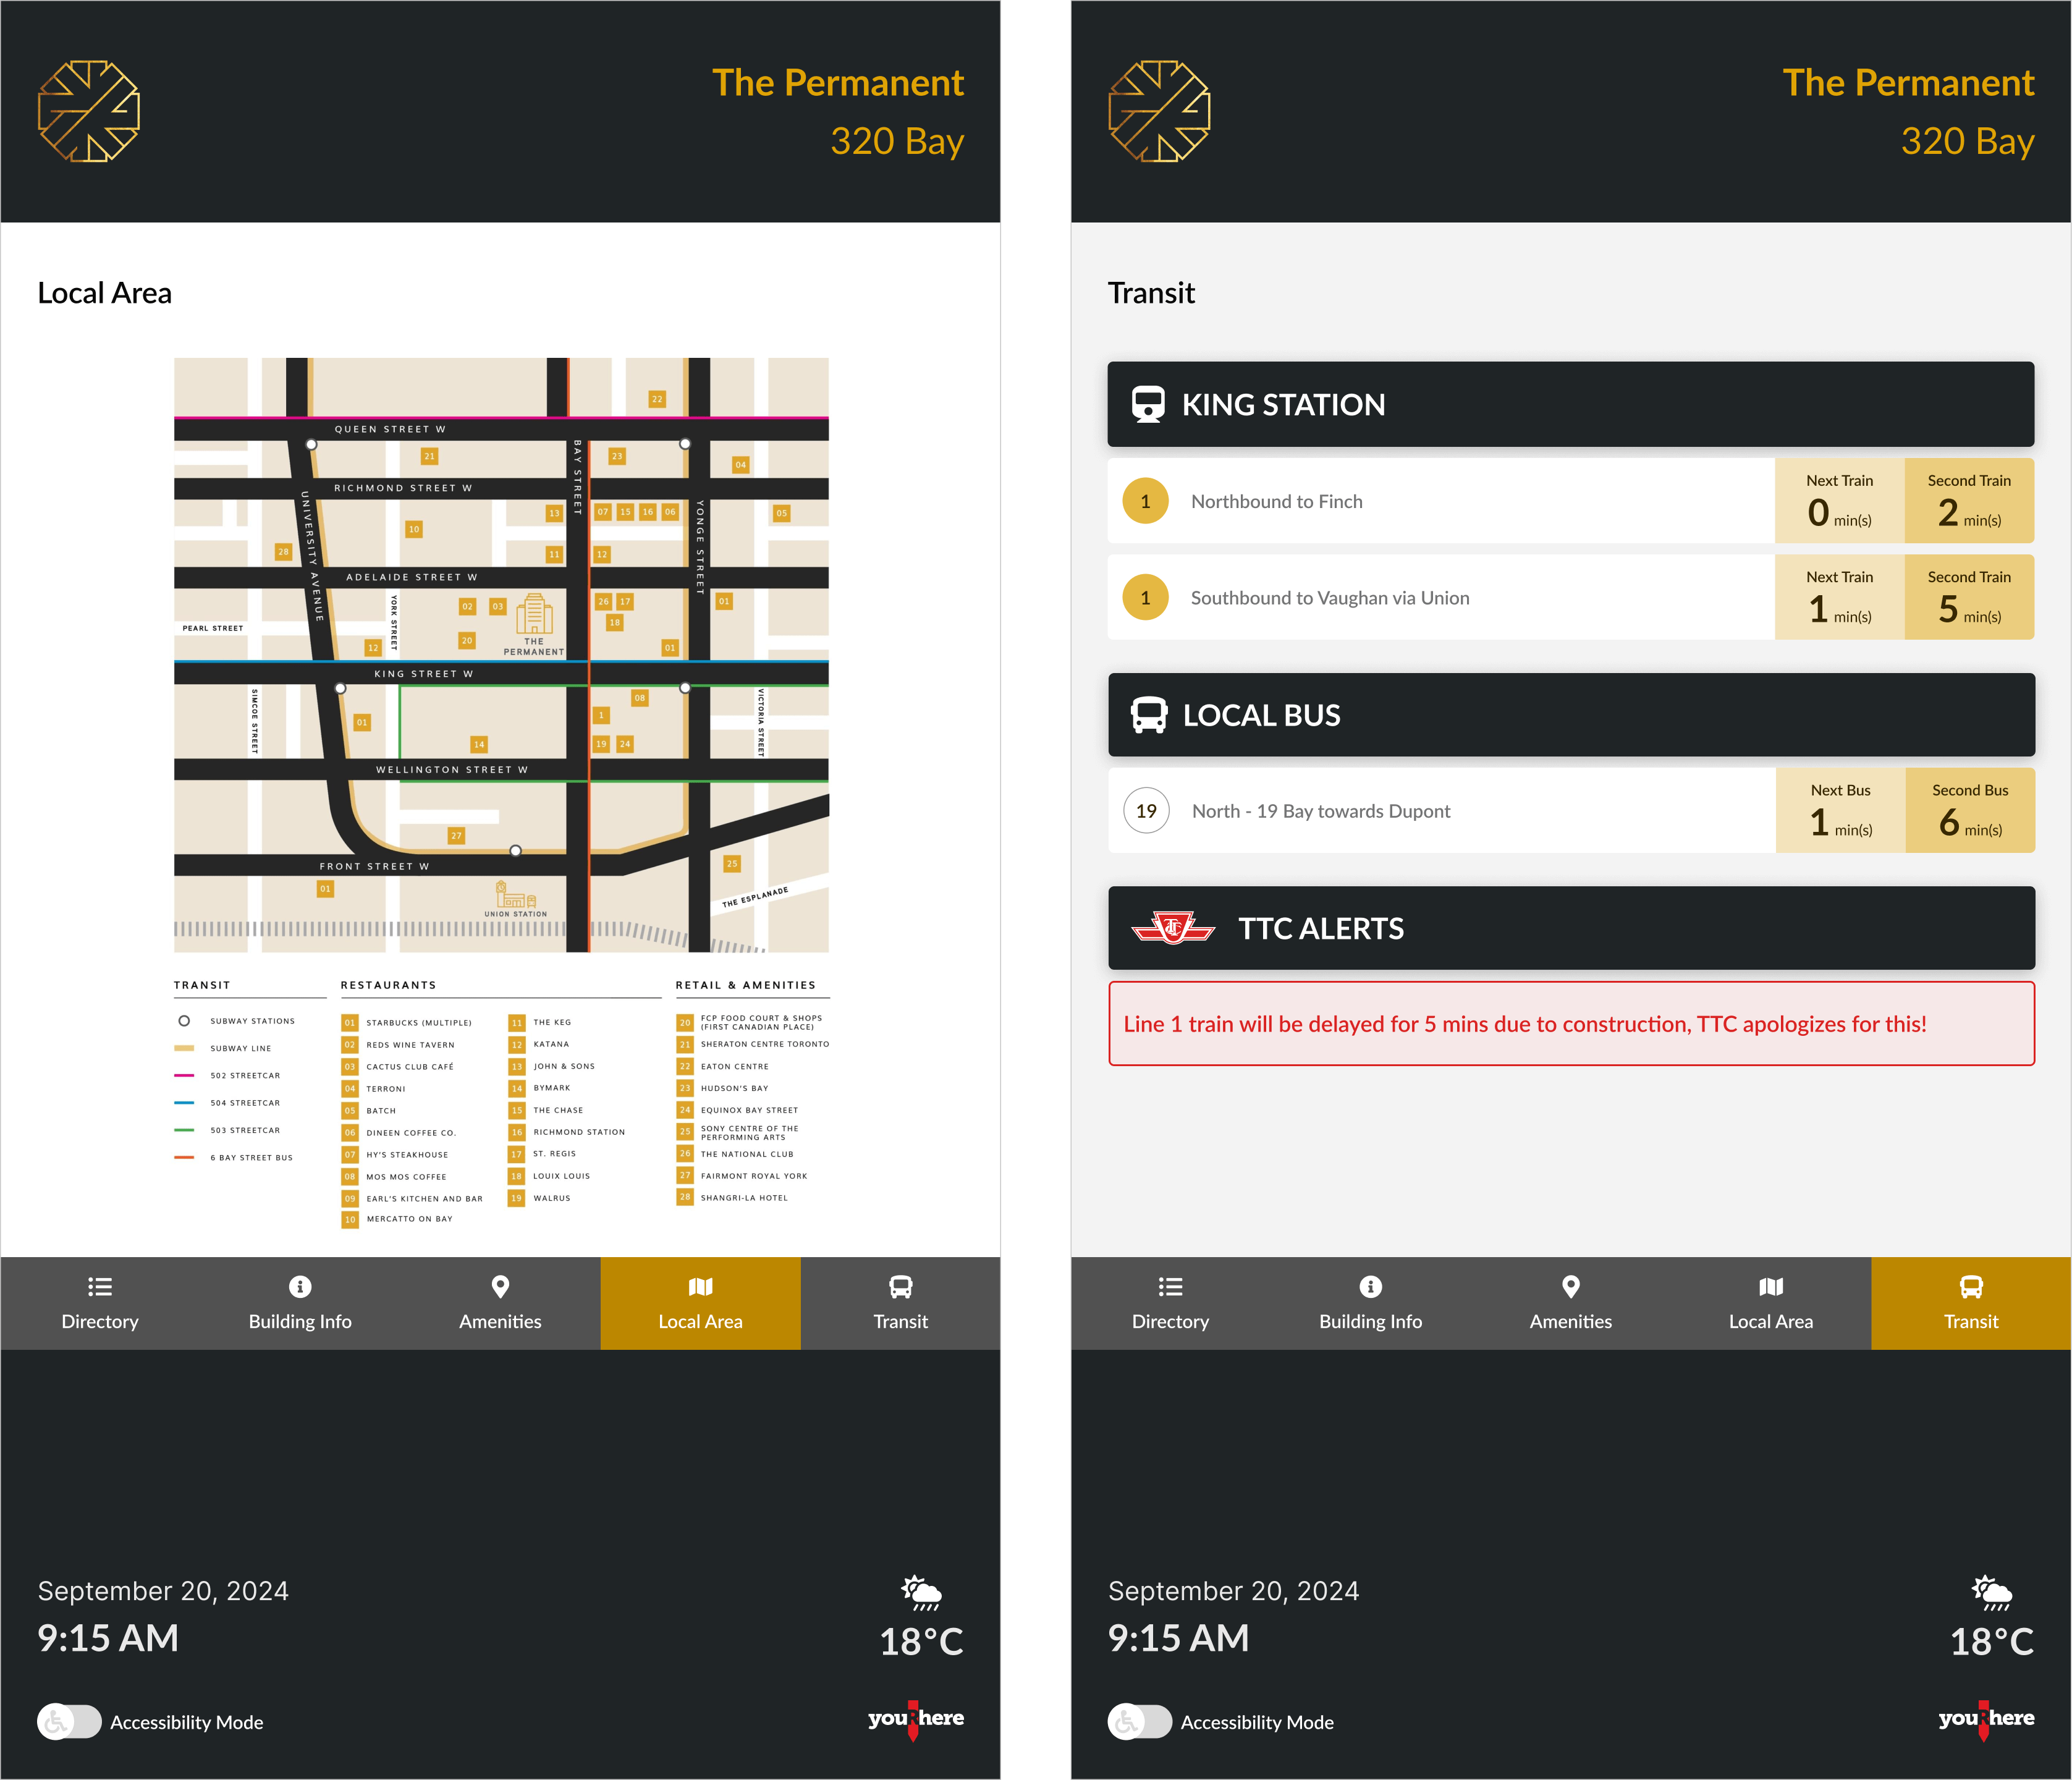 The Permanent
320 Bay
Local Area
22
QUEEN STREET W
21
23
04
BAY STREET
RICHMOND STREET W
UNIVERSITY AVENUE
YONGE STREET
13
07 15 16 06
05
10
28
11
12
ADELAIDE STREET W
YORK STREET
02 03
26 17
01
18
PEARL STREET
20
THE
PERMANENT
12
01
KING STREET W
SIMCOE STREET
VICTORIA STREET
08
01
1
14
19 24
WELLINGTON STREET W
27
FRONT STREET W
25
01
UNION STATION
THE ESPLANADE
TRANSIT
SUBWAY STATIONS
SUBWAY LINE
502 STREETCAR
504 STREETCAR
503 STREETCAR
6 BAY STREET BUS
RESTAURANTS
01 STARBUCKS (MULTIPLE)
02 REDS WINE TAVERN
03 CACTUS CLUB CAFÉ
04 TERRONI
05 BATCH
06 DINEEN COFFEE CO.
07 HY'S STEAKHOUSE
08 MOS MOS COFFEE
09 EARL'S KITCHEN AND BAR
10 MERCATTO ON BAY
11 THE KEG
12 KATANA
13 JOHN & SONS
14 BYMARK
15 THE CHASE
16 RICHMOND STATION
17 ST. REGIS
18 LOUIX LOUIS
19 WALRUS
RETAIL & AMENITIES
20 FCP FOOD COURT & SHOPS
(FIRST CANADIAN PLACE)
21 SHERATON CENTRE TORONTO
22 EATON CENTRE
23 HUDSON'S BAY
24 EQUINOX BAY STREET
25 SONY CENTRE OF THE
PERFORMING ARTS
26 THE NATIONAL CLUB
27 FAIRMONT ROYAL YORK
28 SHANGRI-LA HOTEL
Directory
Building Info
Amenities
Local Area
Transit
September 20, 2024
9:15 AM
18°C
Accessibility Mode
youRhere
The Permanent
320 Bay
Transit
KING STATION
1 Northbound to Finch
Next Train
0 min(s)
Second Train
2 min(s)
1 Southbound to Vaughan via Union
Next Train
1 min(s)
Second Train
5 min(s)
LOCAL BUS
19 North - 19 Bay towards Dupont
Next Bus
1 min(s)
Second Bus
6 min(s)
TTC TTC ALERTS
Line 1 train will be delayed for 5 mins due to construction, TTC apologizes for this!
Directory
Building Info
Amenities
Local Area
Transit
September 20, 2024
9:15 AM
18°C
Accessibility Mode
youRhere